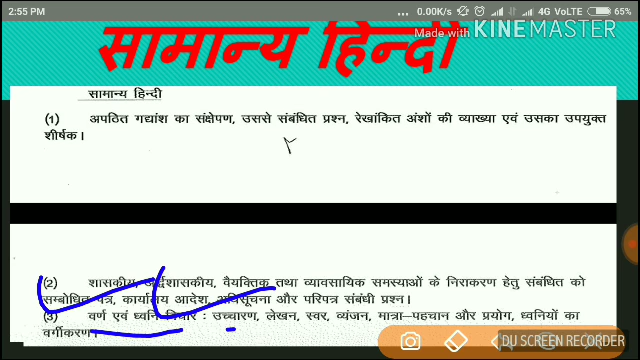 2:55 PM ... 0.00K/s 4G VoLTE 65%
Made with KINEMASTER
सामान्य हिन्दी
सामान्य हिन्दी
(1) अपठित गद्यांश का संक्षेपण, उससे संबंधित प्रश्न, रेखांकित अंशों की व्याख्या एवं उसका उपयुक्त
शीर्षक।
(2) शासकीय, अर्द्धशासकीय, वैयक्तिक तथा व्यावसायिक समस्याओं के निराकरण हेतु संबंधित को
सम्बोधित पत्र, कार्यालय आदेश, अधिसूचना और परिपत्र संबंधी प्रश्न।
(3) वर्ण एवं ध्वनि विचार : उच्चारण, लेखन, स्वर, व्यंजन, मात्रा-पहचान और प्रयोग, ध्वनियों का
वर्गीकरण।
DU SCREEN RECORDER